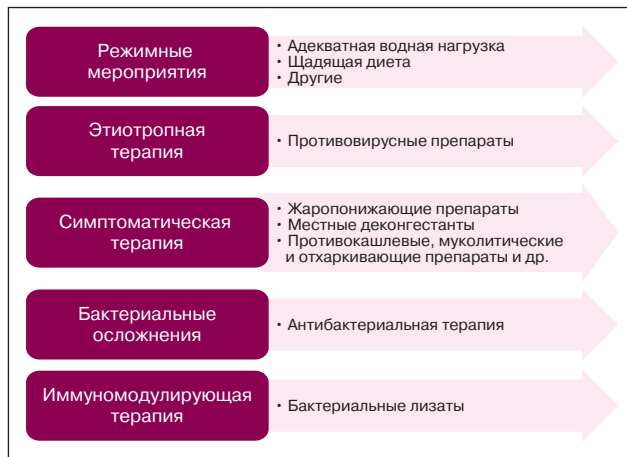 Режимные
мероприятия
• Адекватная водная нагрузка
• Щадящая диета
• Другие
Этиотропная
терапия
• Противовирусные препараты
Симптоматическая
терапия
• Жаропонижающие препараты
• Местные деконгестанты
• Противокашлевые, муколитические
и отхаркивающие препараты и др.
Бактериальные
осложнения
• Антибактериальная терапия
Иммуномодулирующая
терапия
• Бактериальные лизаты